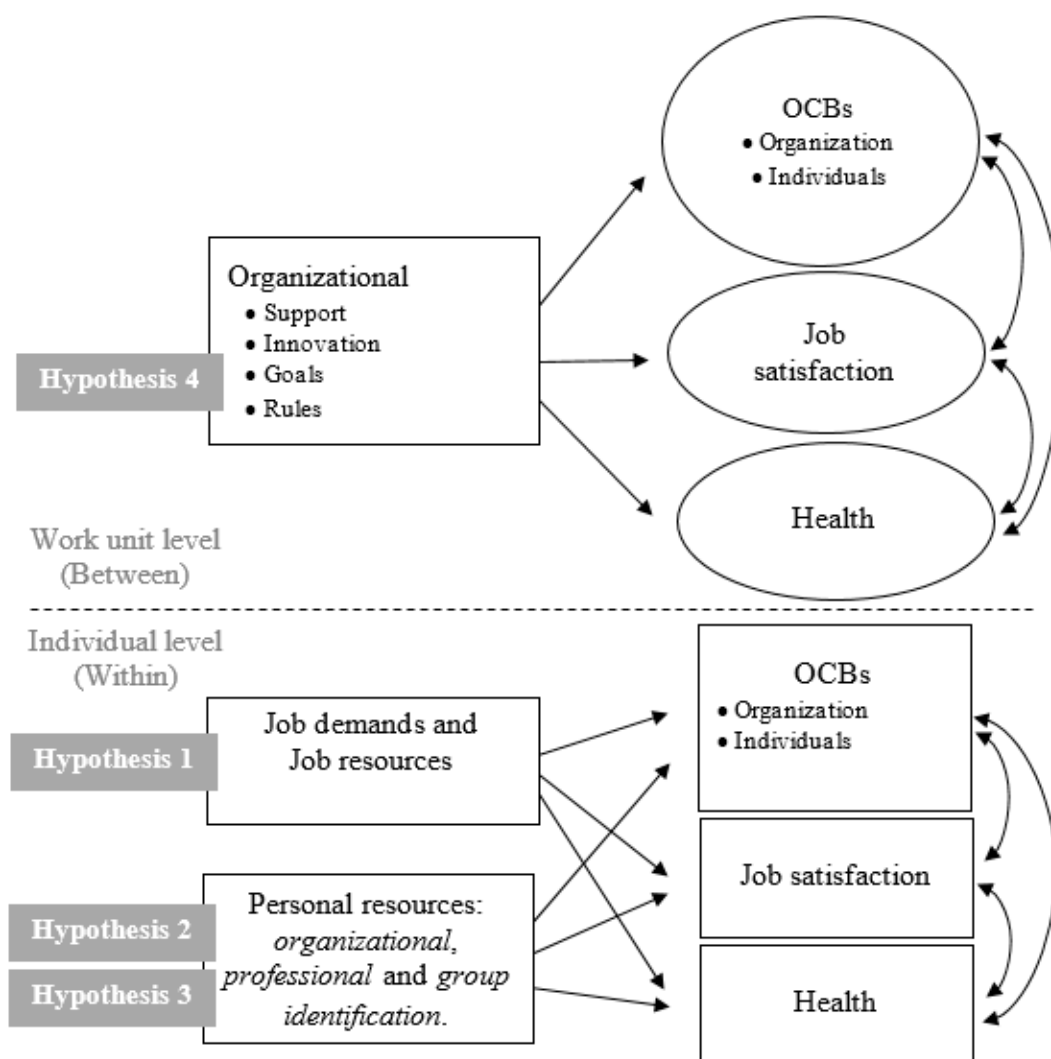 OCBs
• Organization
• Individuals
Organizational
• Support
• Innovation
• Goals
• Rules
Hypothesis 4
Job
satisfaction
Health
Work unit level
(Between)
Individual level
(Within)
OCBs
• Organization
• Individuals
Job demands and
Job resources
Hypothesis 1
Job satisfaction
Personal resources:
organizational,
professional and group
identification.
Hypothesis 2
Hypothesis 3
Health